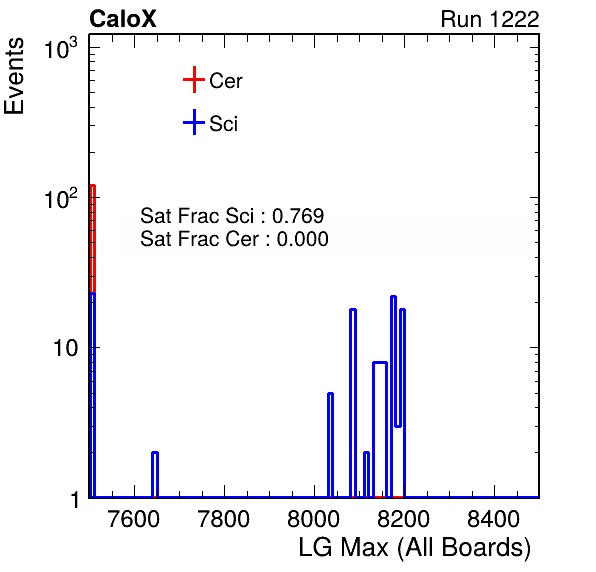 CaloX Run 1222
Events
10³
Cer
Sci
10²
Sat Frac Sci : 0.769
Sat Frac Cer : 0.000
10
1
7600 7800 8000 8200 8400
LG Max (All Boards)